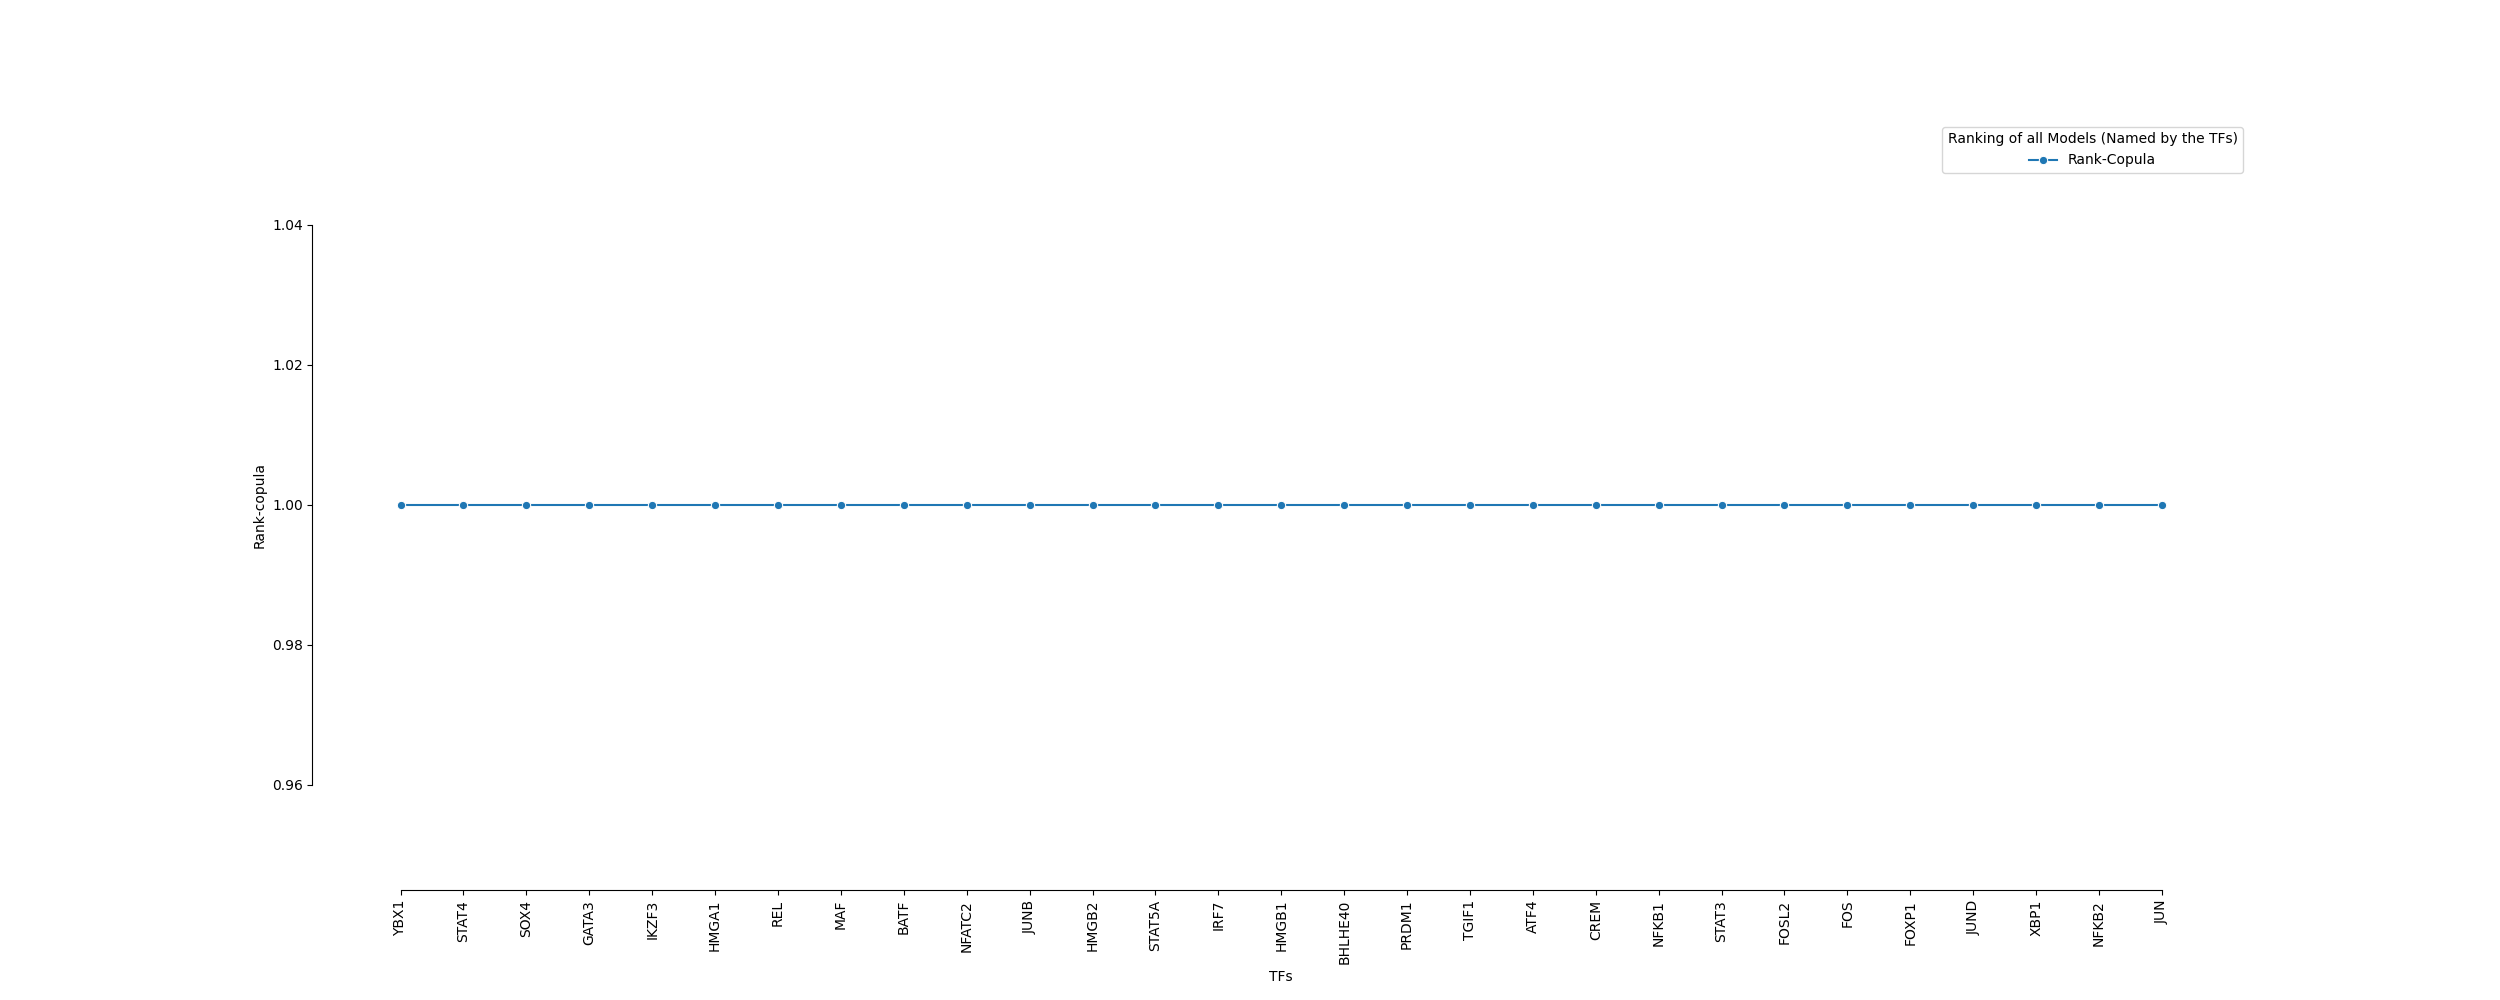 Ranking of all Models (Named by the TFs)
Rank-Copula
1.04
1.02
1.00
0.98
0.96
Rank-copula
YBX1
STAT4
SOX4
GATA3
IKZF3
HMGA1
REL
MAF
BATF
NFATC2
JUNB
HMGB2
STAT5A
IRF7
HMGB1
BHLHE40
PRDM1
TGIF1
ATF4
CREM
NFKB1
STAT3
FOSL2
FOS
FOXP1
JUND
XBP1
NFKB2
JUN
TFs